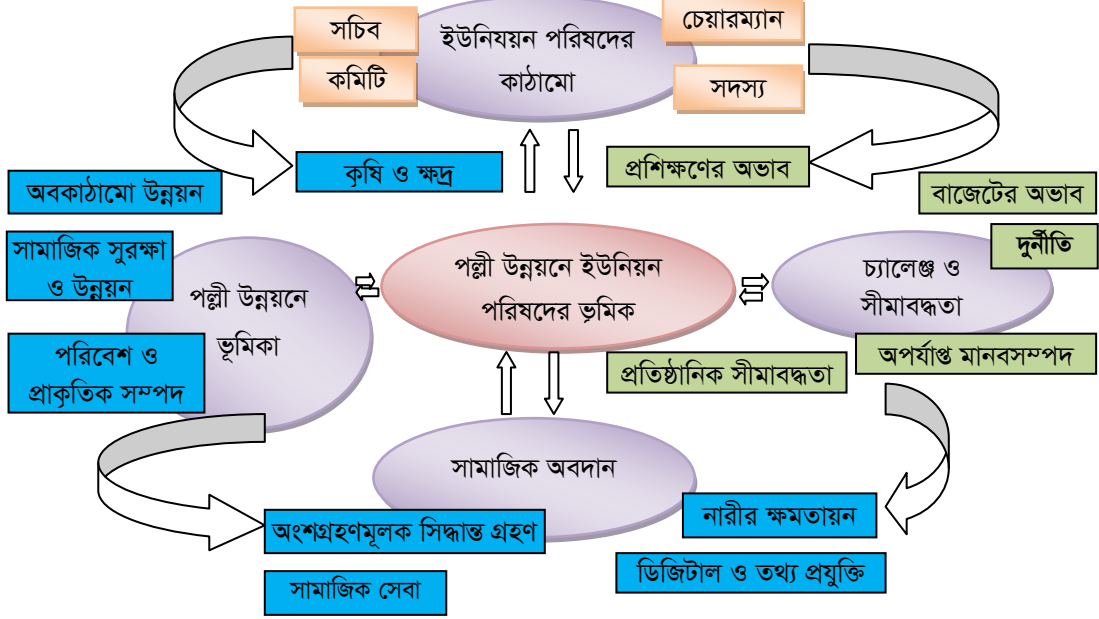 সচিব
ইউনিযয়ন পরিষদের
কাঠামো
চেয়ারম্যান
কমিটি
সদস্য
কৃষি ও ক্ষদ্র
প্রশিক্ষণের অভাব
অবকাঠামো উন্নয়ন
বাজেটের অভাব
সামাজিক সুরক্ষা
ও উন্নয়ন
পল্লী উন্নয়নে
ভূমিকা
পল্লী উন্নয়নে ইউনিয়ন
পরিষদের ভৃমিক
চ্যালেঞ্জ ও
সীমাবদ্ধতা
দুর্নীতি
পরিবেশ ও
প্রাকৃতিক সম্পদ
প্রতিষ্ঠানিক সীমাবদ্ধতা
অপর্যাপ্ত মানবসম্পদ
সামাজিক অবদান
অংশগ্রহণমূলক সিদ্ধান্ত গ্রহণ
নারীর ক্ষমতায়ন
সামাজিক সেবা
ডিজিটাল ও তথ্য প্রযুক্তি